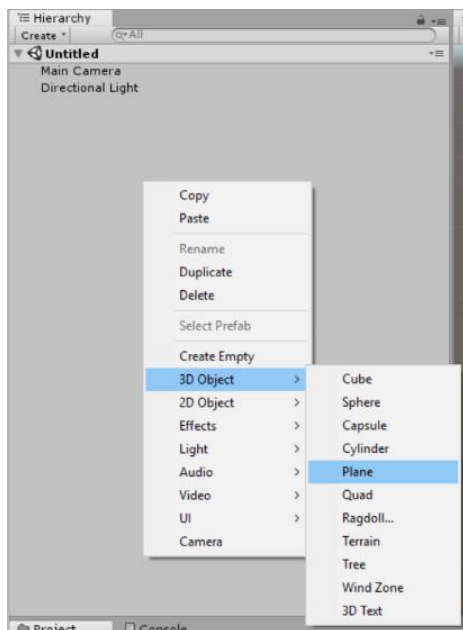 Hierarchy
Create
All
Untitled
Main Camera
Directional Light
Copy
Paste
Rename
Duplicate
Delete
Select Prefab
Create Empty
3D Object
2D Object
Effects
Light
Audio
Video
UI
Camera
Cube
Sphere
Capsule
Cylinder
Plane
Quad
Ragdoll...
Terrain
Tree
Wind Zone
3D Text
Project Console